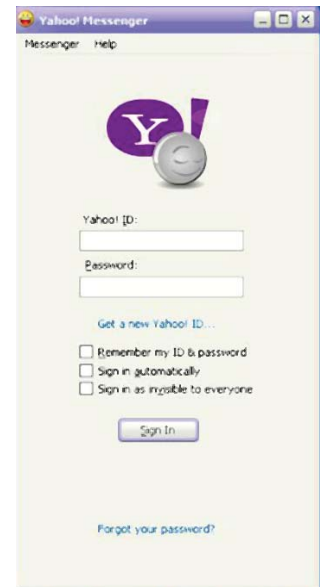 Yahoo! Messenger
Messenger Help
Y!
Yahoo! ID:
Password:
Get a new Yahoo! ID...
Remember my ID & password
Sign in automatically
Sign in as invisible to everyone
Sign In
Forgot your password?